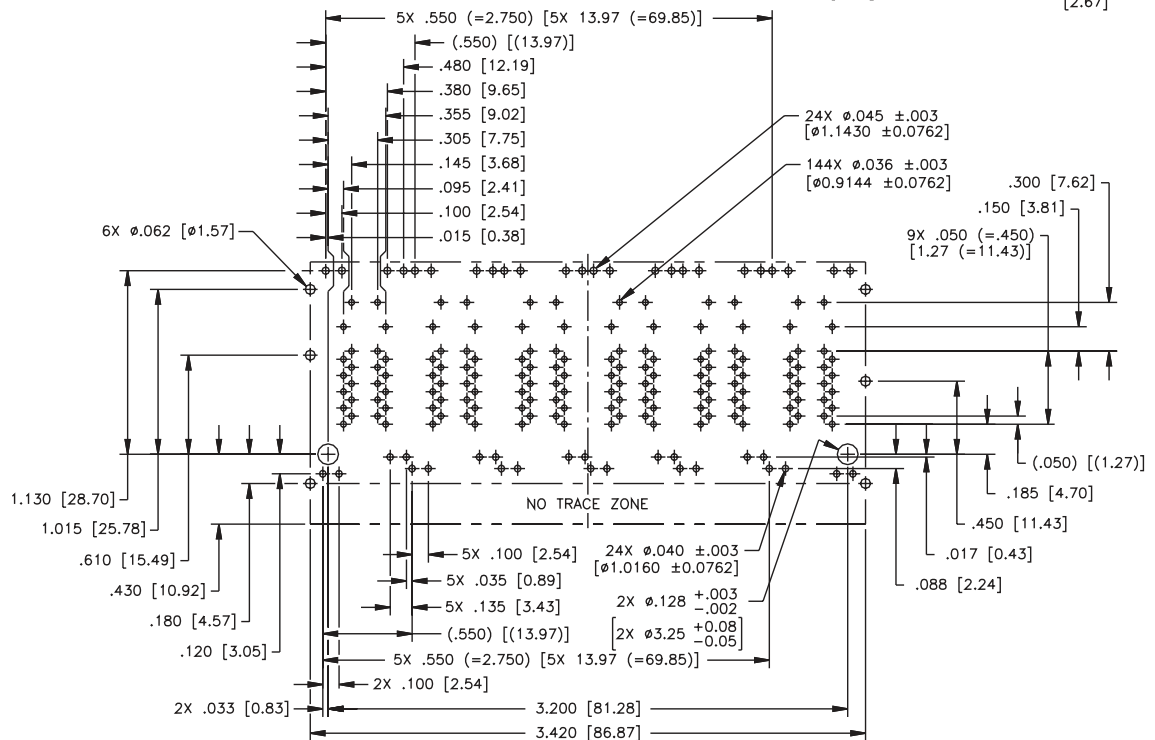 [2.67]
5X .550 (=2.750) [5X 13.97 (=69.85)]
(.550) [(13.97)]
.480 [12.19]
.380 [9.65]
.355 [9.02]
.305 [7.75]
.145 [3.68]
.095 [2.41]
.100 [2.54]
.015 [0.38]
24X ø.045 ±.003
[ø1.1430 ±0.0762]
144X ø.036 ±.003
[ø0.9144 ±0.0762]
.300 [7.62]
.150 [3.81]
9X .050 (=.450)
[1.27 (=11.43)]
6X ø.062 [ø1.57]
1.130 [28.70]
1.015 [25.78]
.610 [15.49]
.430 [10.92]
.180 [4.57]
.120 [3.05]
NO TRACE ZONE
(.050) [(1.27)]
.185 [4.70]
.450 [11.43]
.017 [0.43]
.088 [2.24]
5X .100 [2.54]
5X .035 [0.89]
5X .135 [3.43]
(.550) [(13.97)]
24X ø.040 ±.003
[ø1.0160 ±0.0762]
2X ø.128 +.003
-.002
[2X ø3.25 +0.08
-0.05]
5X .550 (=2.750) [5X 13.97 (=69.85)]
2X .100 [2.54]
2X .033 [0.83]
3.200 [81.28]
3.420 [86.87]